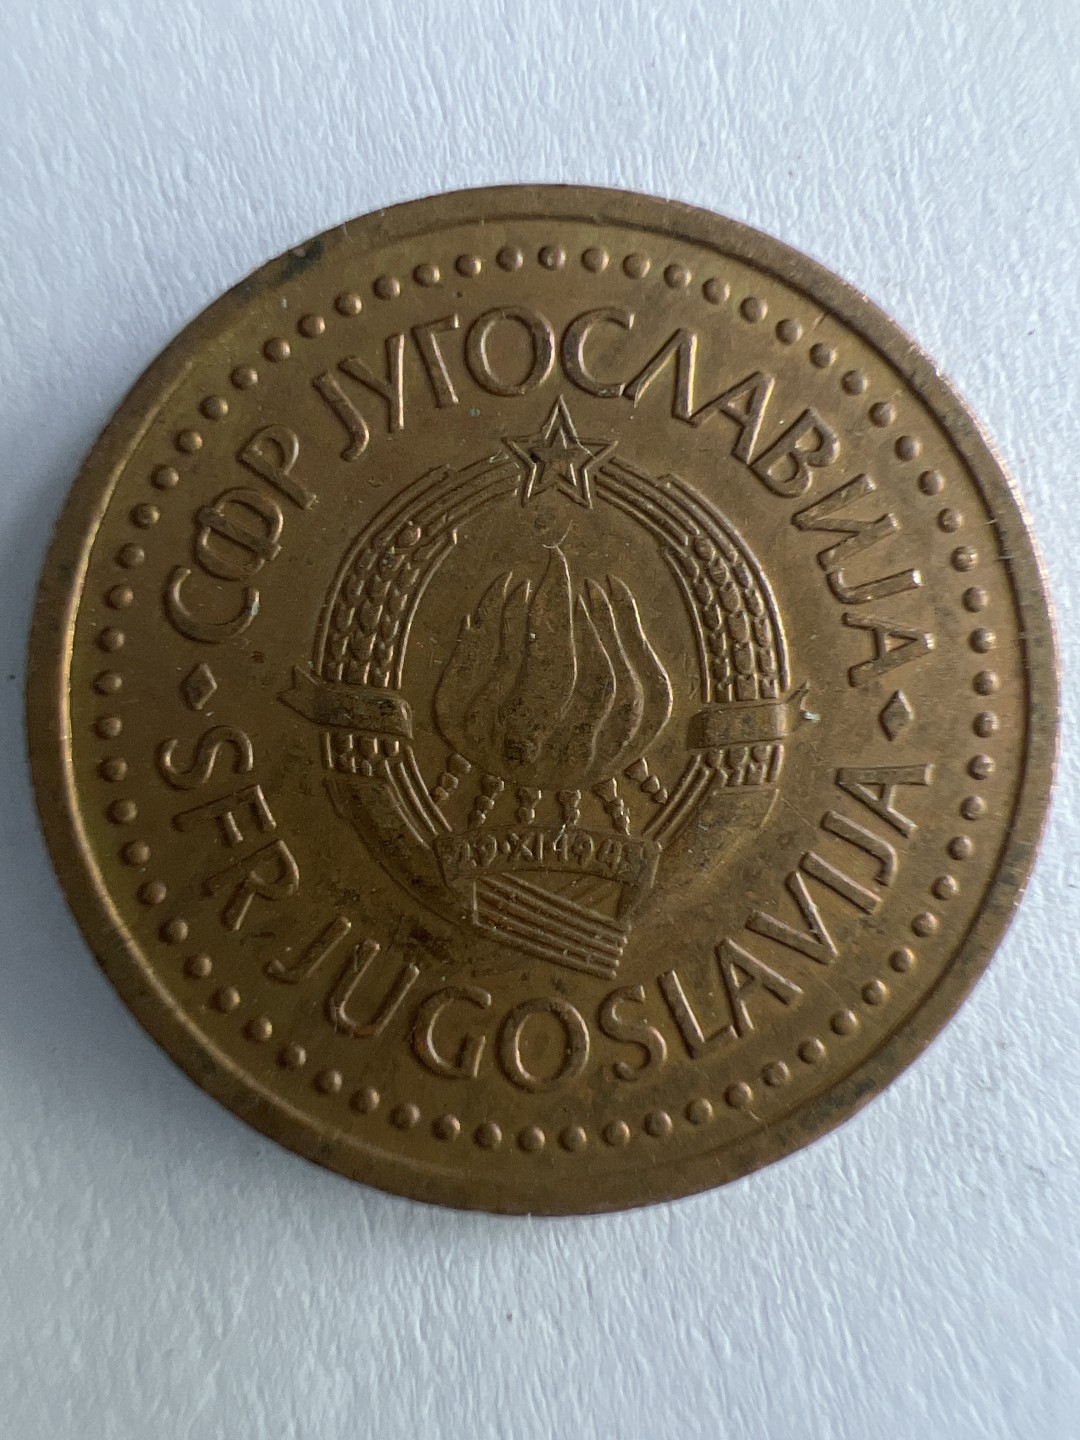 СФР ЈУГОСЛАВИЈА
SFR JUGOSLAVIJA
29·XI·1943